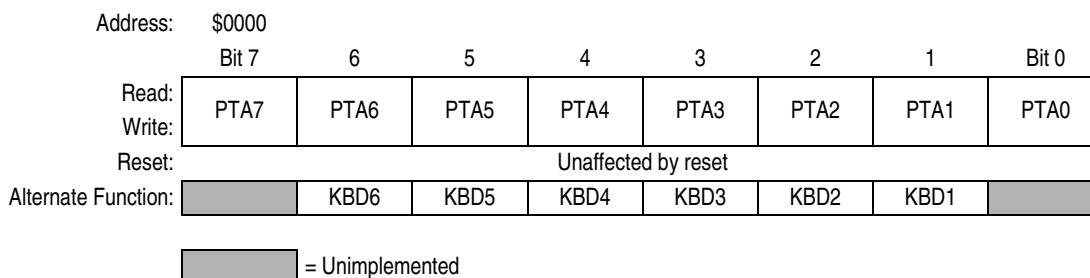 Address: $0000
Bit 7 6 5 4 3 2 1 Bit 0
Read: PTA7 PTA6 PTA5 PTA4 PTA3 PTA2 PTA1 PTA0
Write:
Reset: Unaffected by reset
Alternate Function: KBD6 KBD5 KBD4 KBD3 KBD2 KBD1
= Unimplemented